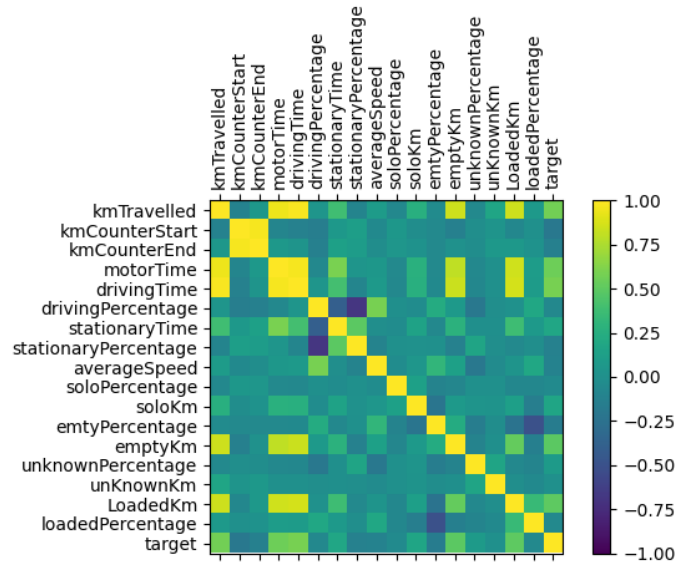 kmTravelled
kmCounterStart
kmCounterEnd
motorTime
drivingTime
drivingPercentage
stationaryTime
stationaryPercentage
averageSpeed
soloPercentage
soloKm
emtyPercentage
emptyKm
unknownPercentage
unKnownKm
LoadedKm
loadedPercentage
target
kmTravelled
kmCounterStart
kmCounterEnd
motorTime
drivingTime
drivingPercentage
stationaryTime
stationaryPercentage
averageSpeed
soloPercentage
soloKm
emtyPercentage
emptyKm
unknownPercentage
unKnownKm
LoadedKm
loadedPercentage
target
1.00
0.75
0.50
0.25
0.00
−0.25
−0.50
−0.75
−1.00